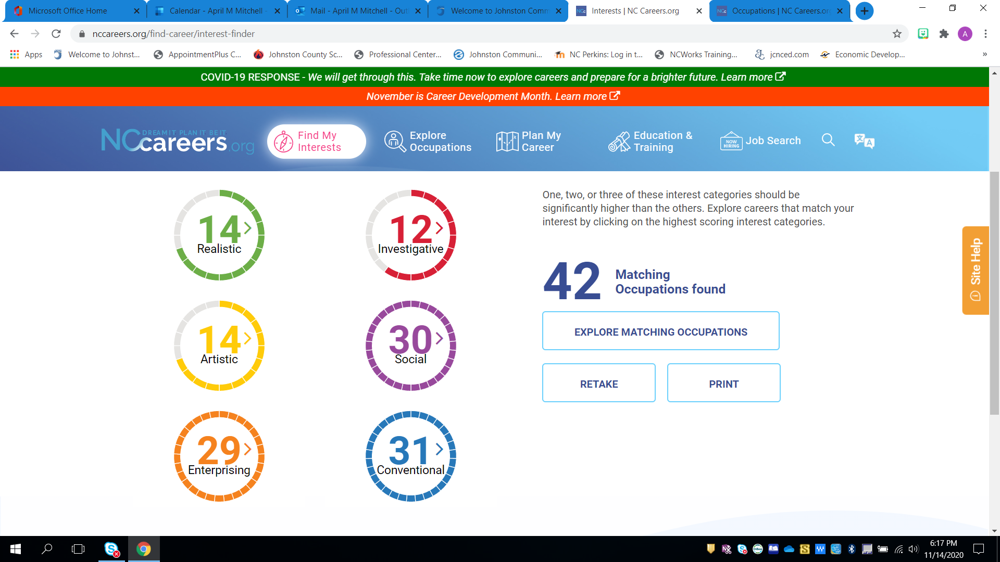 Microsoft Office Home
Calendar - April M Mitchell -
Mail - April M Mitchell - Outl
Welcome to Johnston Comm
Interests | NC Careers.org
Occupations | NC Careers.org
nccareers.org/find-career/interest-finder
A
Apps
Welcome to Johnst...
AppointmentPlus C...
Johnston County Sc...
Professional Center...
Johnston Communi...
NC Perkins: Log in t...
NCWorks Training...
jcnced.com
Economic Develop...
»
COVID-19 RESPONSE - We will get through this. Take time now to explore careers and prepare for a brighter future. Learn more
November is Career Development Month. Learn more
DREAM IT PLAN IT BE IT
NCcareers.org
Find My
Interests
Explore
Occupations
Plan My
Career
Education &
Training
NOW
HIRING
Job Search
14
Realistic
12
Investigative
14
Artistic
30
Social
29
Enterprising
31
Conventional
One, two, or three of these interest categories should be
significantly higher than the others. Explore careers that match your
interest by clicking on the highest scoring interest categories.
42
Matching
Occupations found
EXPLORE MATCHING OCCUPATIONS
RETAKE
PRINT
Site Help
6:17 PM
11/14/2020